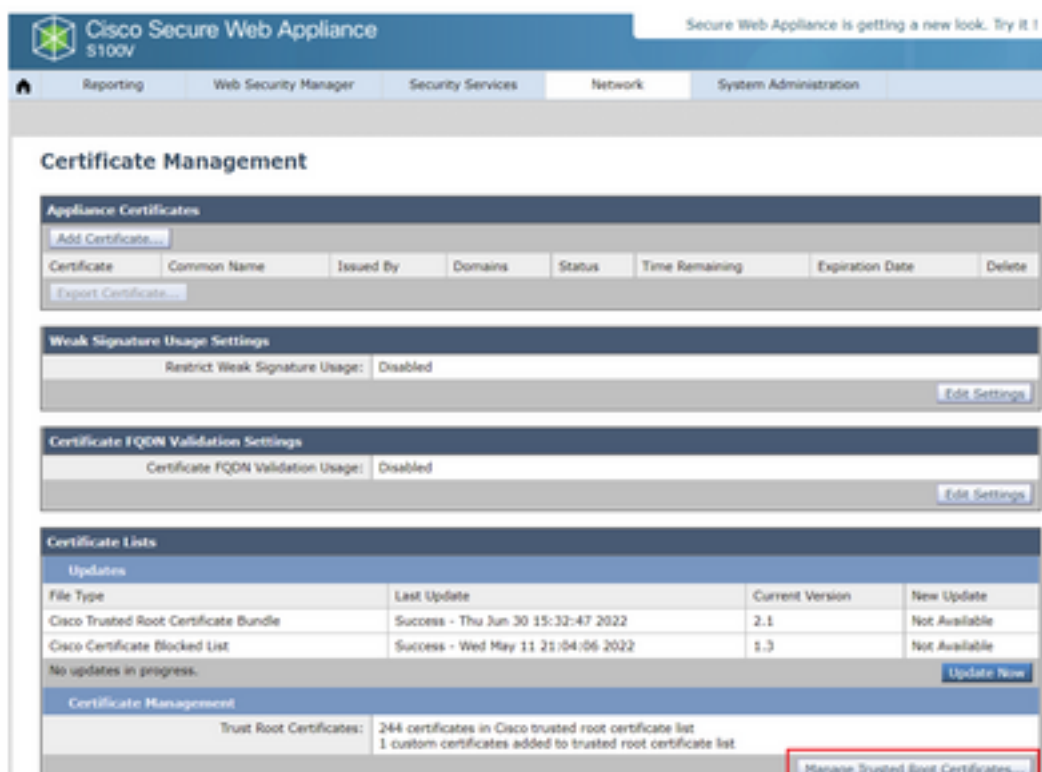 Cisco Secure Web Appliance
S100V
Secure Web Appliance is getting a new look. Try it !
Reporting Web Security Manager Security Services Network System Administration
Certificate Management
Appliance Certificates
Add Certificate...
Certificate Common Name Issued By Domains Status Time Remaining Expiration Date Delete
Export Certificate...
Weak Signature Usage Settings
Restrict Weak Signature Usage: Disabled
Edit Settings
Certificate FQDN Validation Settings
Certificate FQDN Validation Usage: Disabled
Edit Settings
Certificate Lists
Updates
File Type Last Update Current Version New Update
Cisco Trusted Root Certificate Bundle Success - Thu Jun 30 15:32:47 2022 2.1 Not Available
Cisco Certificate Blocked List Success - Wed May 11 21:04:06 2022 1.3 Not Available
No updates in progress. Update Now
Certificate Management
Trust Root Certificates: 244 certificates in Cisco trusted root certificate list
1 custom certificates added to trusted root certificate list
Manage Trusted Root Certificates...